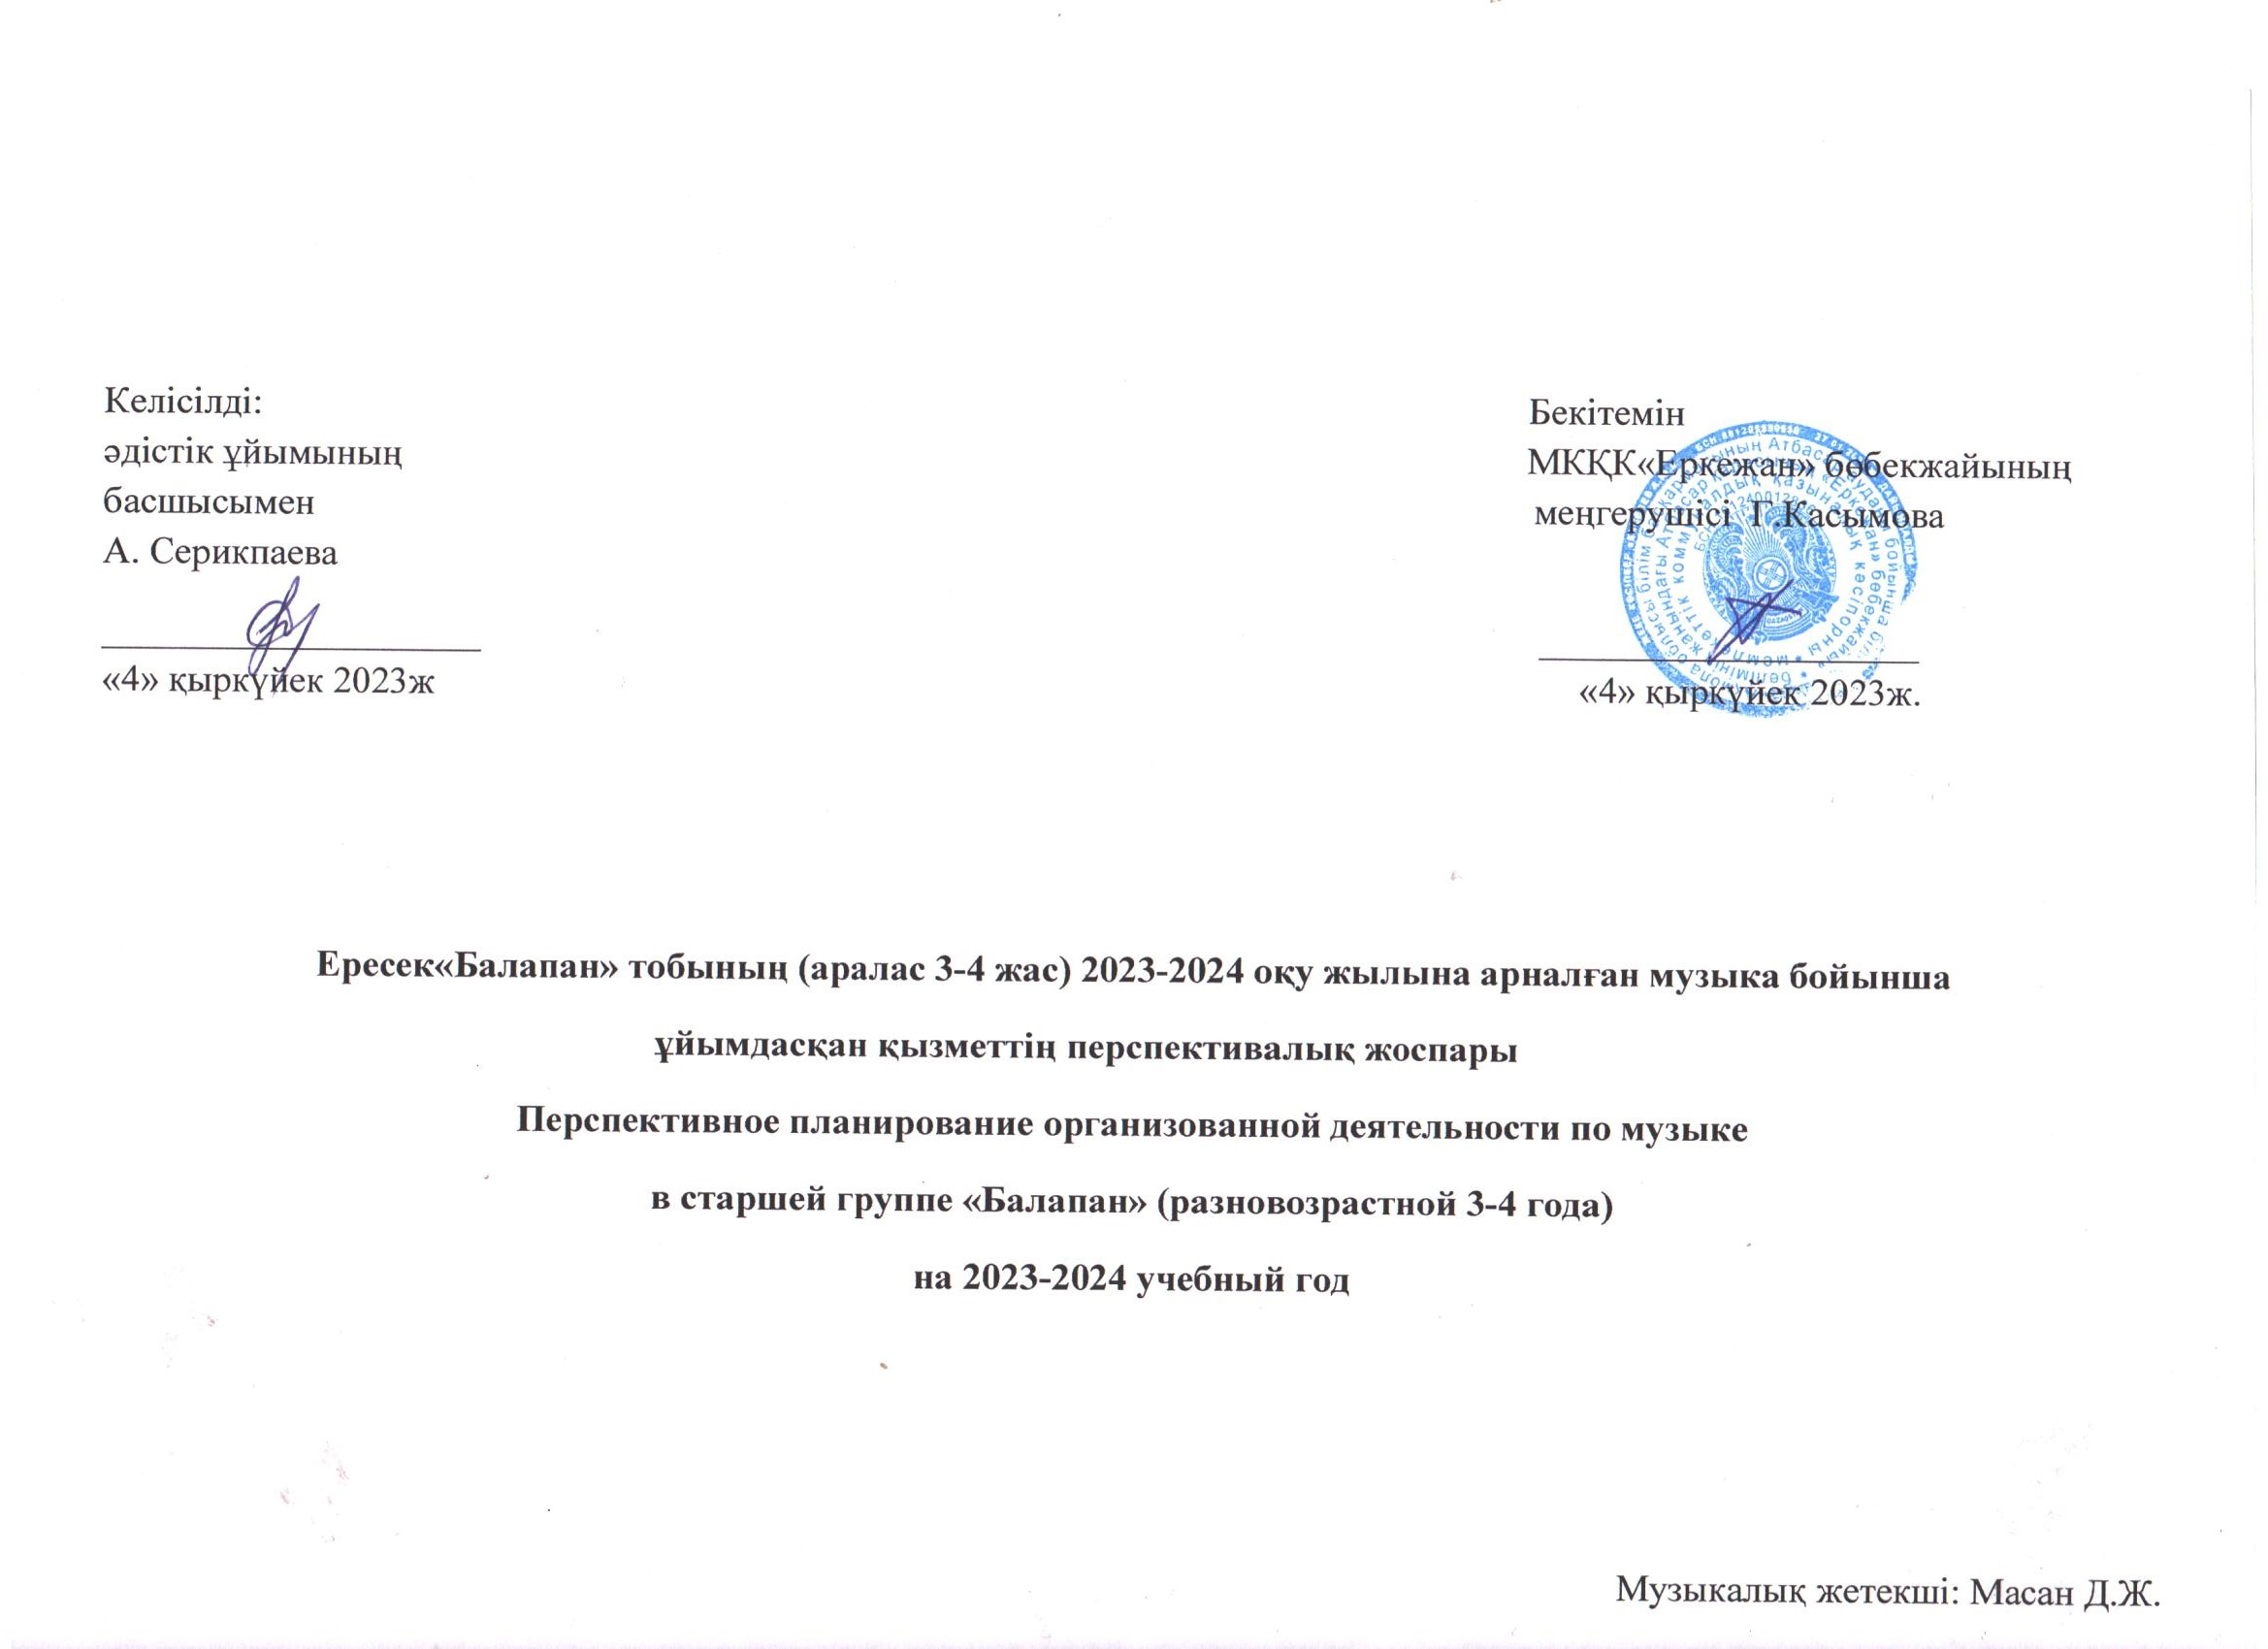 Келісілді:
әдістік ұйымының
басшысымен
А. Серикпаева
«4» қыркүйек 2023ж
Бекітемін
МКҚК«Еркежан» бөбекжайының
меңгерушісі Г.Касымова
«4» қыркүйек 2023ж.
Ересек«Балапан» тобының (аралас 3-4 жас) 2023-2024 оқу жылына арналған музыка бойынша
ұйымдасқан қызметтің перспективалық жоспары
Перспективное планирование организованной деятельности по музыке
в старшей группе «Балапан» (разновозрастной 3-4 года)
на 2023-2024 учебный год
Музыкалық жетекші: Масан Д.Ж.